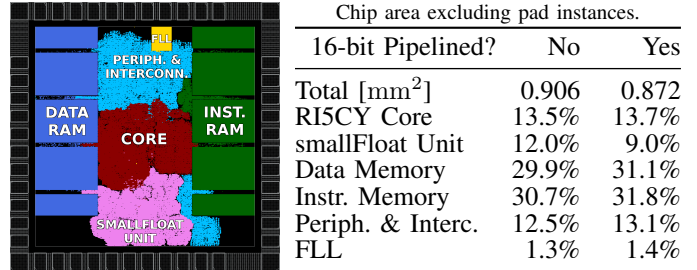 FLL
PERIPH. &
INTERCONN.
DATA
RAM
INST.
RAM
CORE
SMALLFLOAT
UNIT
Chip area excluding pad instances.
16-bit Pipelined? No Yes
Total [mm²] 0.906 0.872
RI5CY Core 13.5% 13.7%
smallFloat Unit 12.0% 9.0%
Data Memory 29.9% 31.1%
Instr. Memory 30.7% 31.8%
Periph. & Interc. 12.5% 13.1%
FLL 1.3% 1.4%